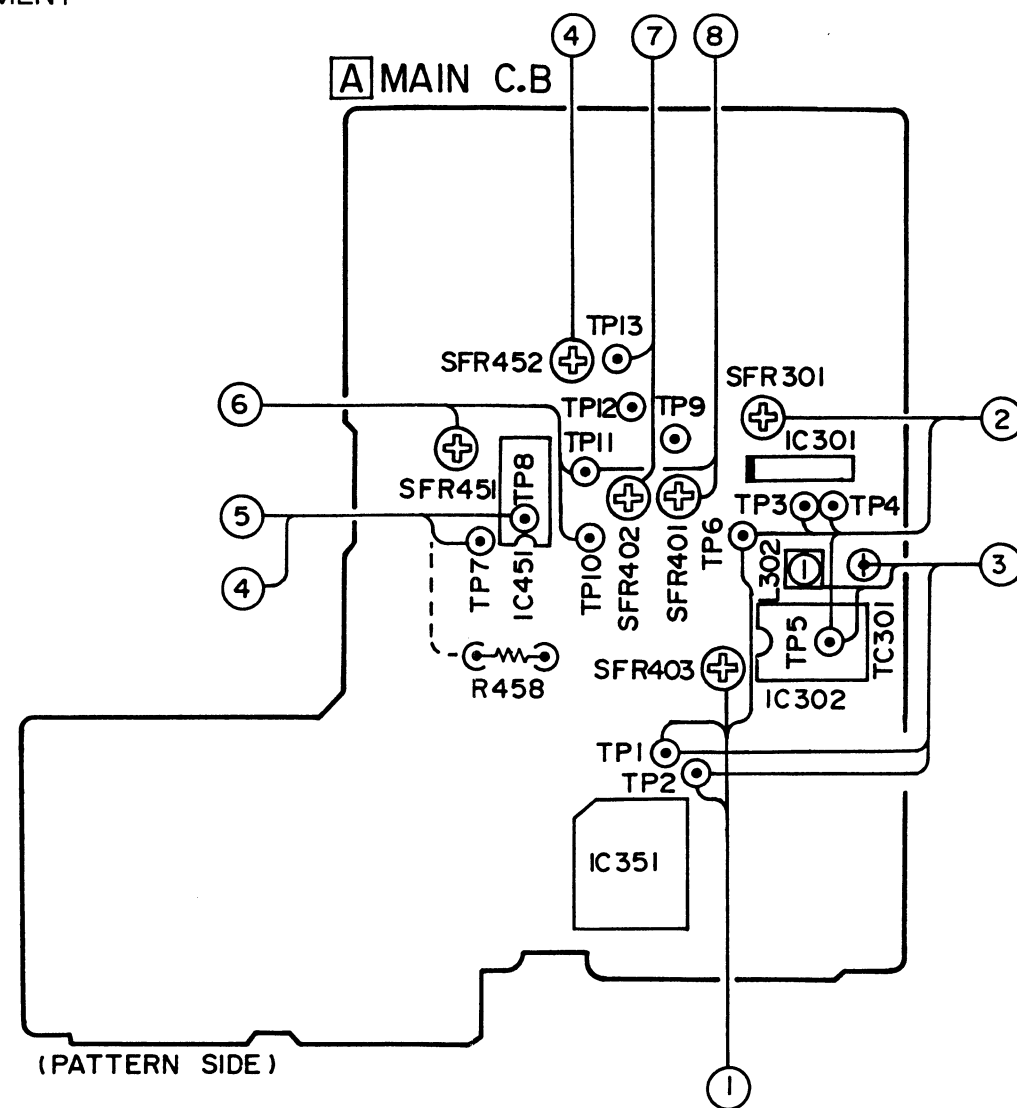 4 7 8
A MAIN C.B
TP13
SFR452
SFR301
6
TP12
TP9
2
TP11
IC301
SFR451
TP8
TP3
TP4
5
TP6
L302
1
3
4
TP7
IC451
TP10
SFR402
SFR401
TP5
TC301
SFR403
R458
IC302
TP1
TP2
IC351
(PATTERN SIDE)
1